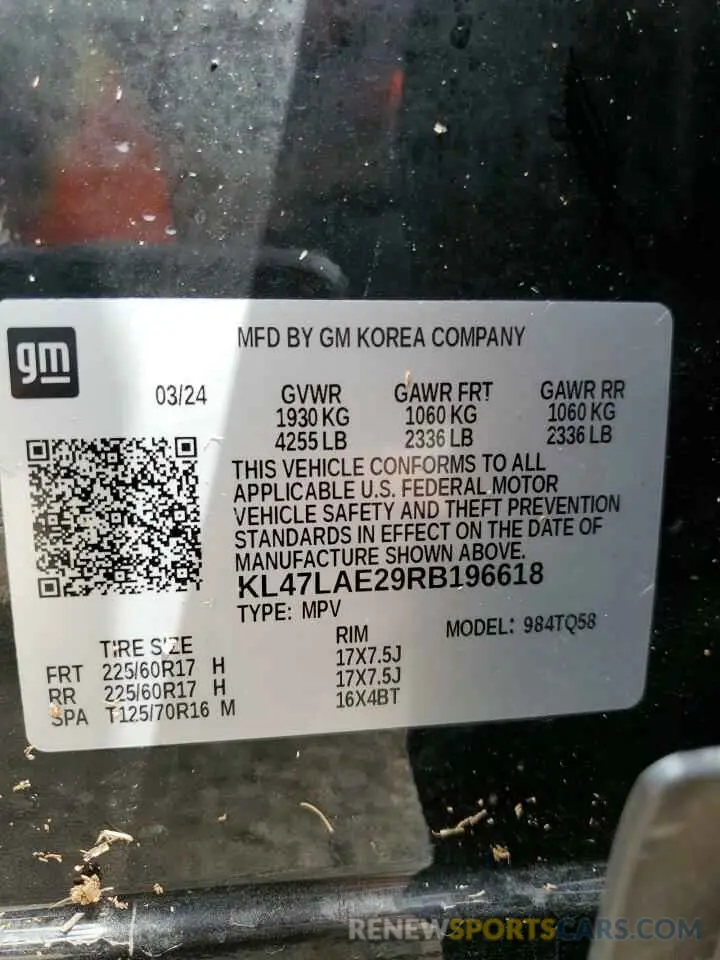 gm
MFD BY GM KOREA COMPANY
03/24 GVWR GAWR FRT GAWR RR
1930 KG 1060 KG 1060 KG
4255 LB 2336 LB 2336 LB
THIS VEHICLE CONFORMS TO ALL
APPLICABLE U.S. FEDERAL MOTOR
VEHICLE SAFETY AND THEFT PREVENTION
STANDARDS IN EFFECT ON THE DATE OF
MANUFACTURE SHOWN ABOVE.
KL47LAE29RB196618
TYPE: MPV MODEL: 984TQ58
TIRE SIZE RIM
FRT 225/60R17 H 17X7.5J
RR 225/60R17 H 17X7.5J
SPA T125/70R16 M 16X4BT
RENEWSPORTSCARS.COM